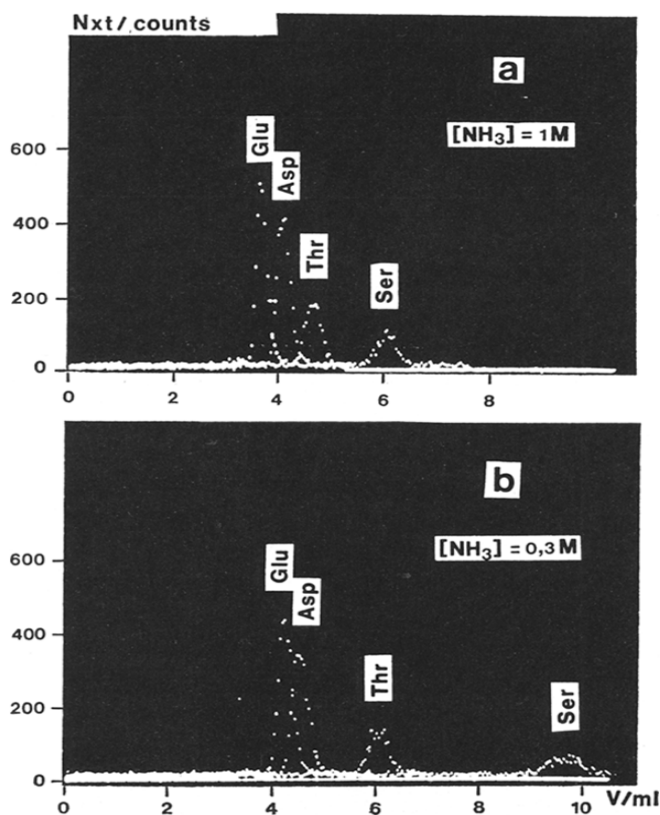 Nxt/counts
a
[NH₃] = 1M
600
400
200
0
Glu
Asp
Thr
Ser
0 2 4 6 8
b
[NH₃] = 0,3M
600
400
200
0
Glu
Asp
Thr
Ser
0 2 4 6 8 10 V/ml